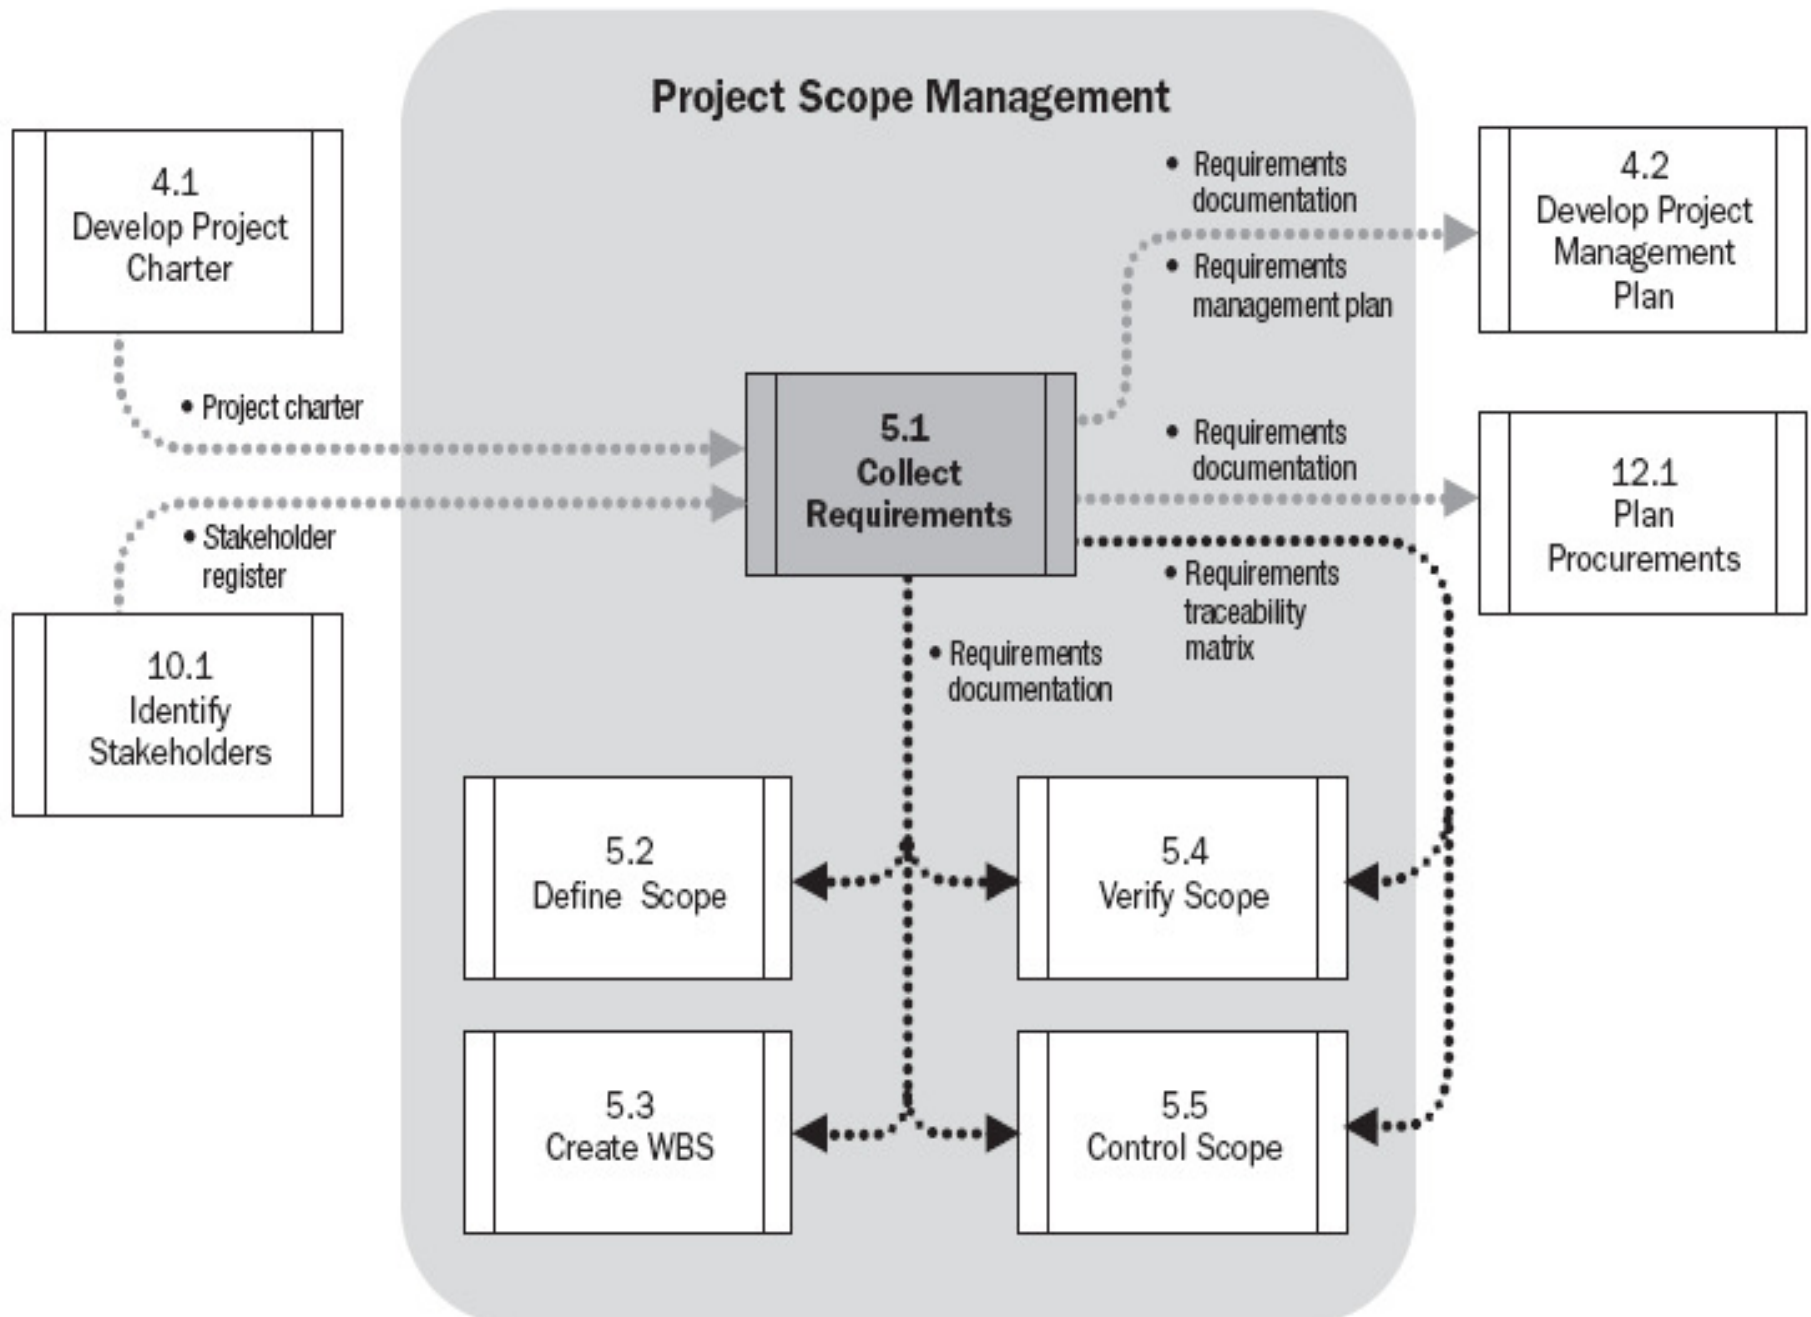 Project Scope Management
4.1
Develop Project
Charter
• Project charter
• Stakeholder
register
10.1
Identify
Stakeholders
5.1
Collect
Requirements
• Requirements
documentation
• Requirements
management plan
4.2
Develop Project
Management
Plan
• Requirements
documentation
12.1
Plan
Procurements
• Requirements
traceability
matrix
• Requirements
documentation
5.2
Define Scope
5.4
Verify Scope
5.3
Create WBS
5.5
Control Scope